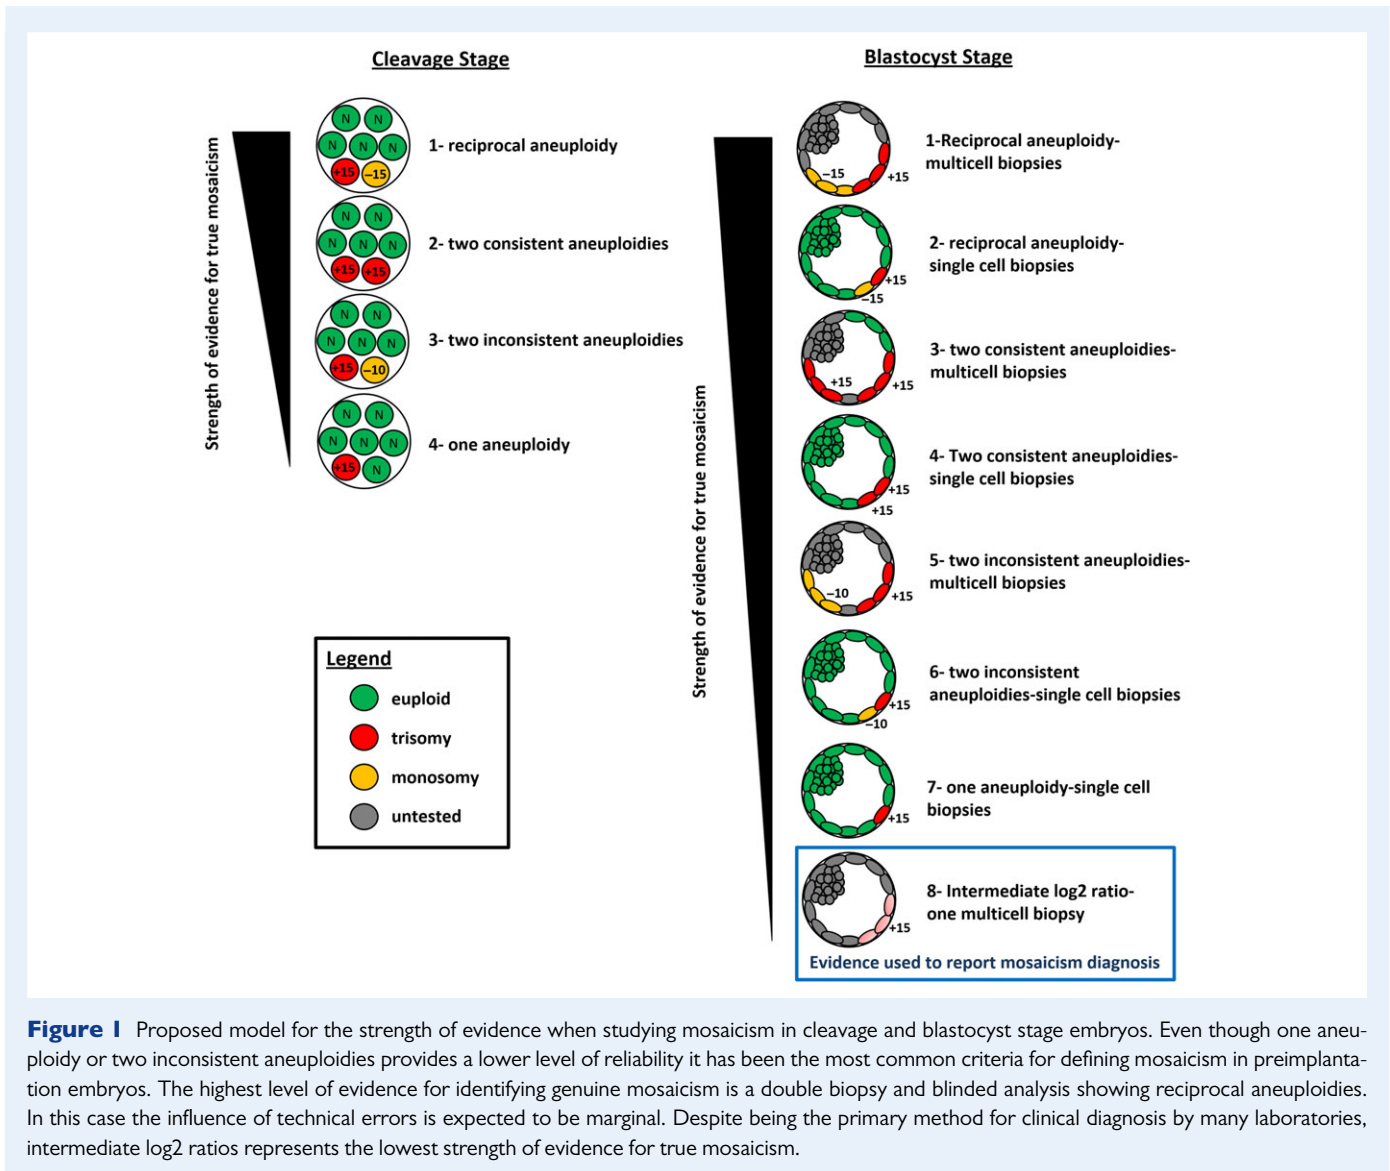 Cleavage Stage
Strength of evidence for true mosaicism
N N
N N N
+15 –15
1- reciprocal aneuploidy
N N
N N N
+15 +15
2- two consistent aneuploidies
N N
N N N
+15 –10
3- two inconsistent aneuploidies
N N
N N N
+15 N
4- one aneuploidy
Legend
euploid
trisomy
monosomy
untested
Blastocyst Stage
Strength of evidence for true mosaicism
–15
+15
1-Reciprocal aneuploidy-
multicell biopsies
+15
–15
2- reciprocal aneuploidy-
single cell biopsies
+15
+15
3- two consistent aneuploidies-
multicell biopsies
+15
+15
4- Two consistent aneuploidies-
single cell biopsies
–10
+15
5- two inconsistent aneuploidies-
multicell biopsies
+15
–10
6- two inconsistent
aneuploidies-single cell biopsies
+15
7- one aneuploidy-single cell
biopsies
+15
8- Intermediate log2 ratio-
one multicell biopsy
Evidence used to report mosaicism diagnosis
Figure 1 Proposed model for the strength of evidence when studying mosaicism in cleavage and blastocyst stage embryos. Even though one aneu-
ploidy or two inconsistent aneuploidies provides a lower level of reliability it has been the most common criteria for defining mosaicism in preimplanta-
tion embryos. The highest level of evidence for identifying genuine mosaicism is a double biopsy and blinded analysis showing reciprocal aneuploidies.
In this case the influence of technical errors is expected to be marginal. Despite being the primary method for clinical diagnosis by many laboratories,
intermediate log2 ratios represents the lowest strength of evidence for true mosaicism.